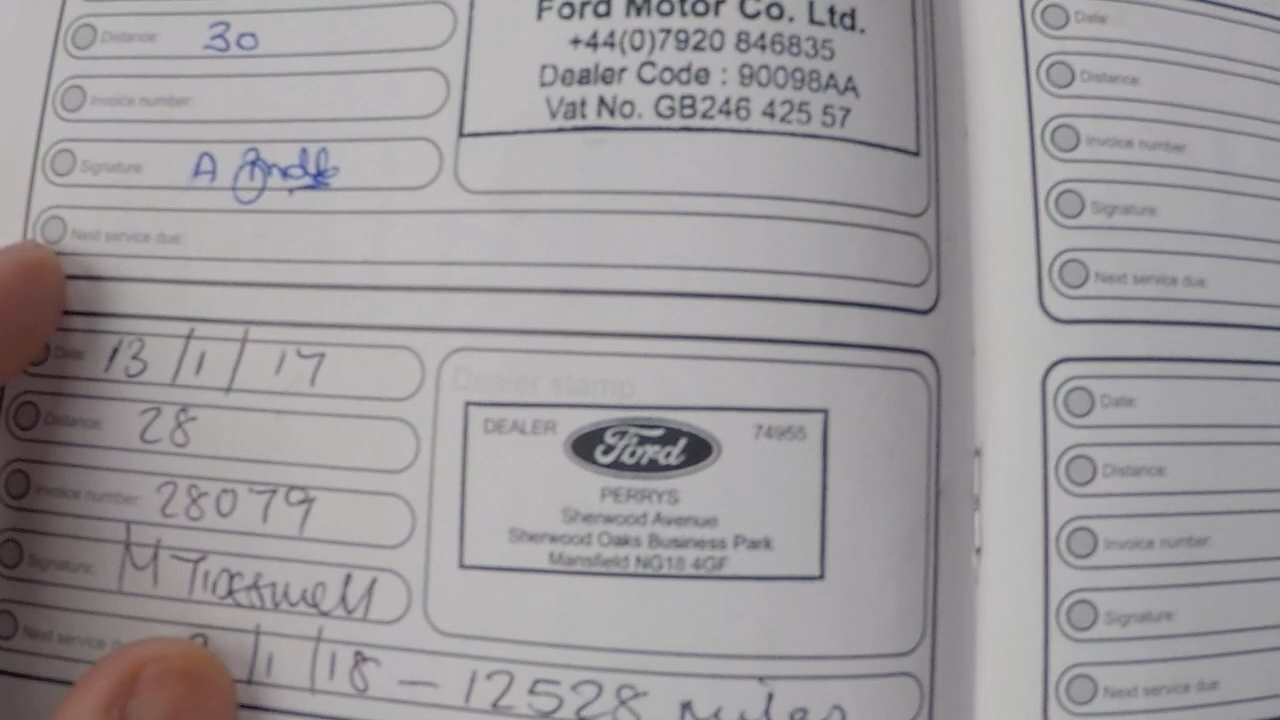 Ford Motor Co. Ltd.
Distance: 30
+44(0)7920 846835
Dealer Code : 90098AA
Invoice number:
Vat No. GB246 425 57
Signature: A
Next service due:
Date: 13/1/17
Distance: 28
Invoice number: 28079
Signature: M
Next service due: /1/18 - 12528 miles
Dealer stamp
DEALER Ford 74955
PERRYS
Sherwood Avenue
Sherwood Oaks Business Park
Mansfield NG18 4GF
Date:
Distance:
Invoice number:
Signature:
Next service due:
Date:
Distance:
Invoice number:
Signature:
Next service due: